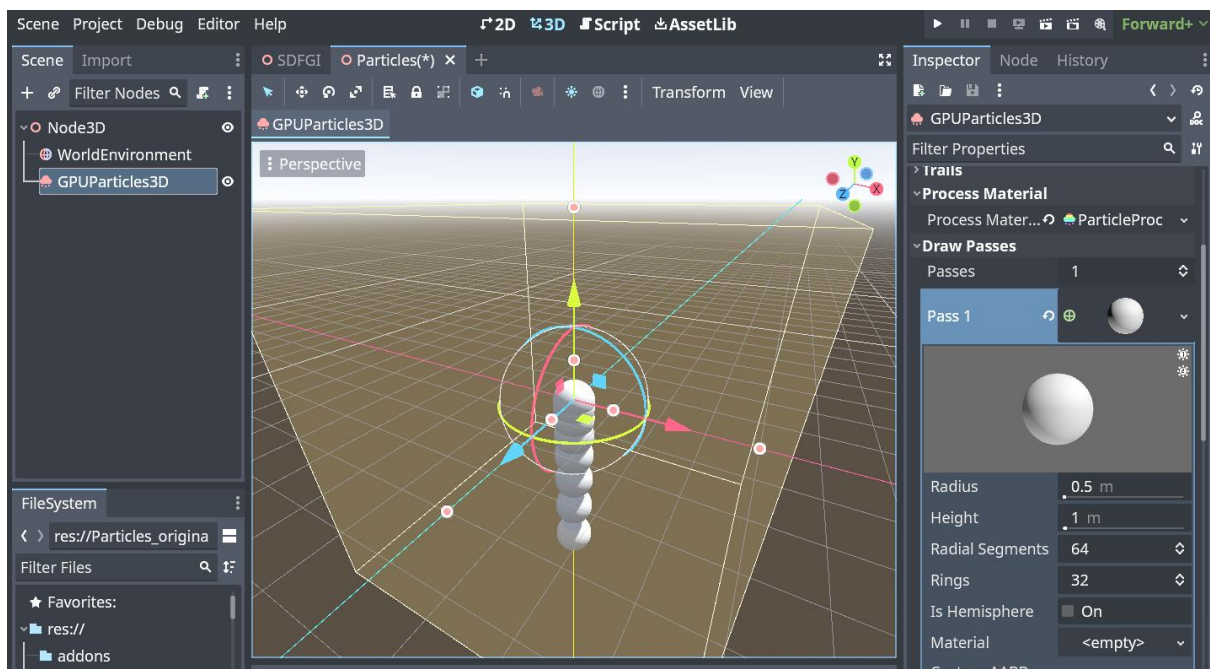 Scene Project Debug Editor Help 2D 3D Script AssetLib Forward+
Scene Import
Filter Nodes
Node3D
WorldEnvironment
GPUParticles3D
FileSystem
res://Particles_origina
Filter Files
Favorites:
res://
addons
SDFGI Particles(*)
Transform View
GPUParticles3D
Perspective
Y
X
Z
Inspector Node History
GPUParticles3D
DOC
Filter Properties
Trails
Process Material
Process Mater... ParticleProc
Draw Passes
Passes 1
Pass 1
Radius 0.5 m
Height 1 m
Radial Segments 64
Rings 32
Is Hemisphere On
Material <empty>